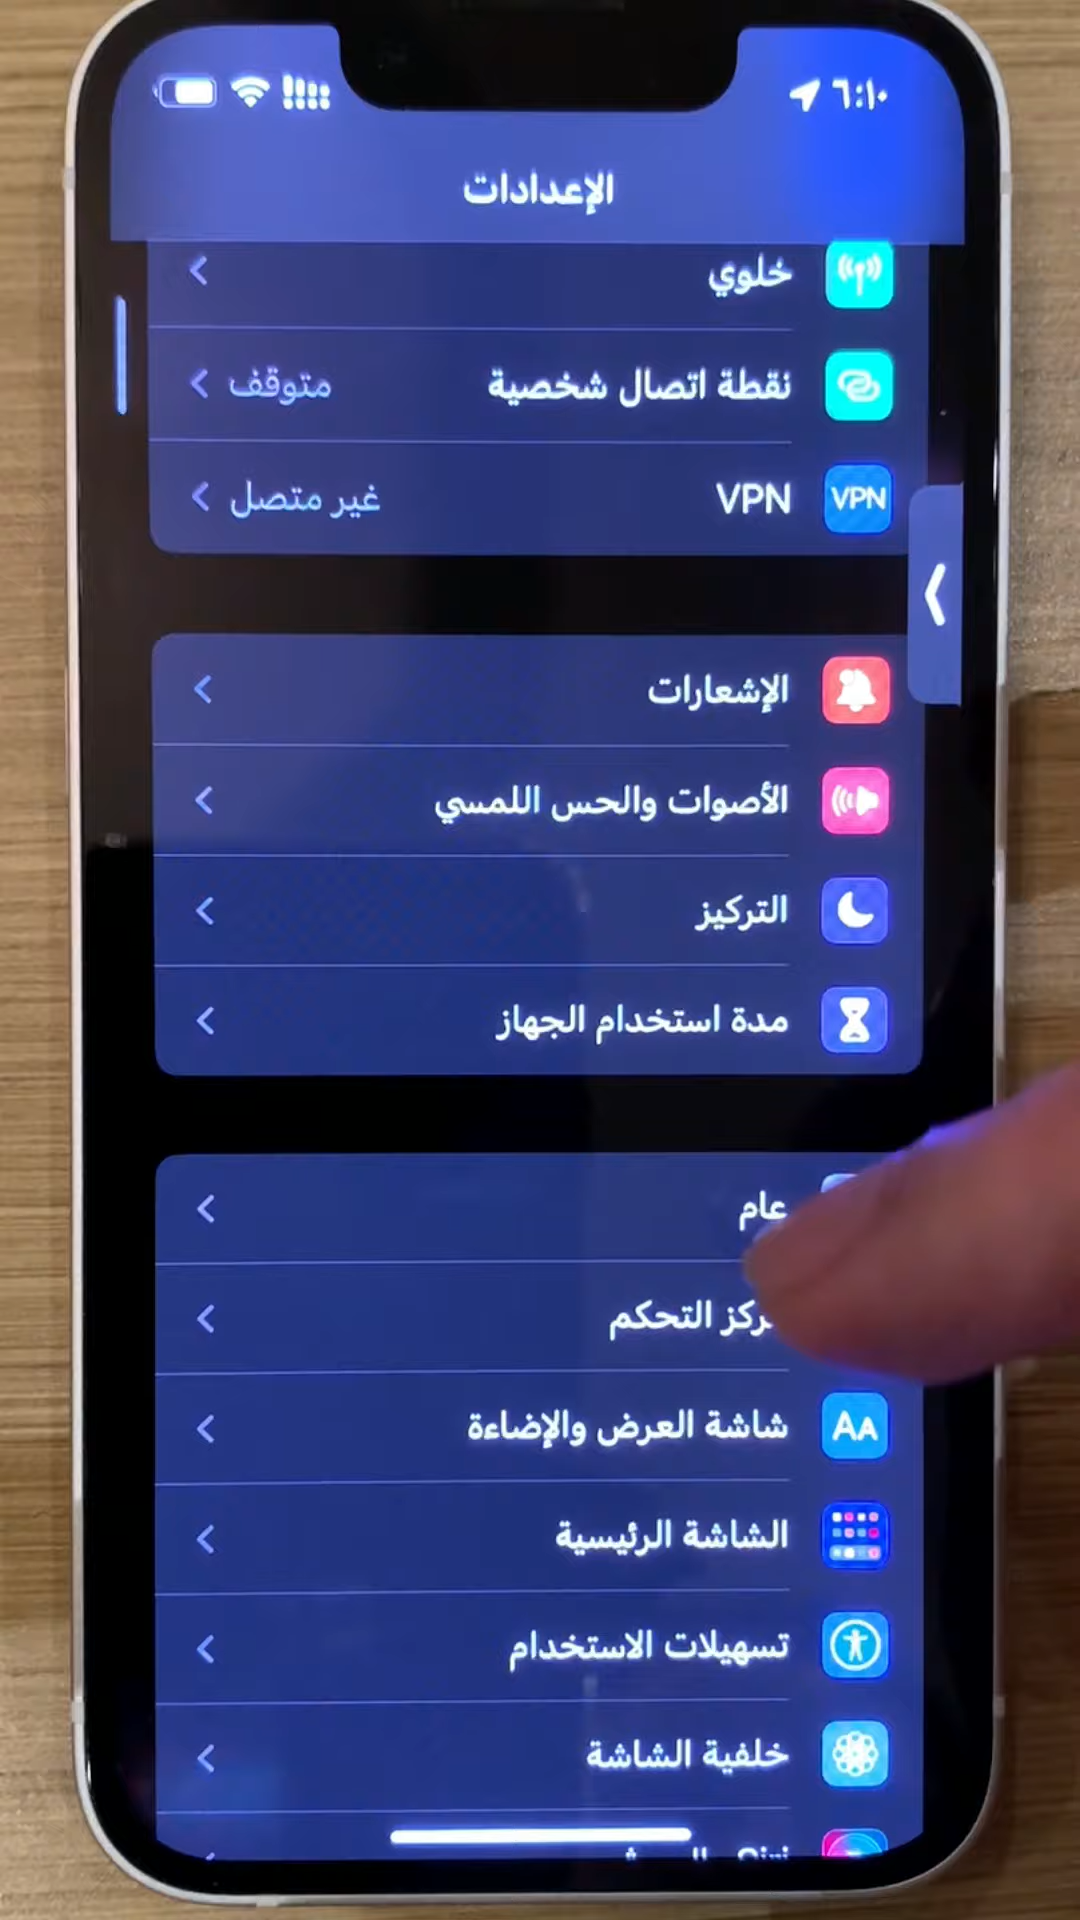 ٦:١٠
الإعدادات
خلوي
نقطة اتصال شخصية متوقف
VPN VPN غير متصل
الإشعارات
الأصوات والحس اللمسي
التركيز
مدة استخدام الجهاز
عام
التحكم
AA شاشة العرض والإضاءة
الشاشة الرئيسية
تسهيلات الاستخدام
خلفية الشاشة